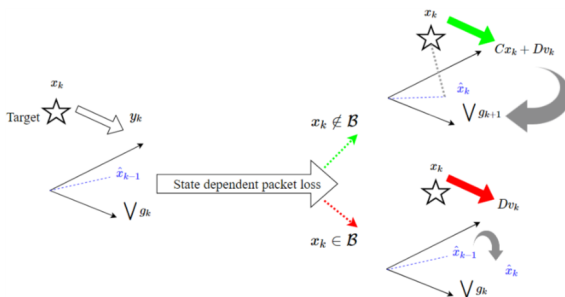 x_k
Target
y_k
x̂_{k-1}
⋁ g_k
State dependent packet loss
x_k ∉ ℬ
x_k ∈ ℬ
x_k
Cx_k + Dv_k
x̂_k
⋁ g_{k+1}
x_k
Dv_k
x̂_{k-1}
x̂_k
⋁ g_k